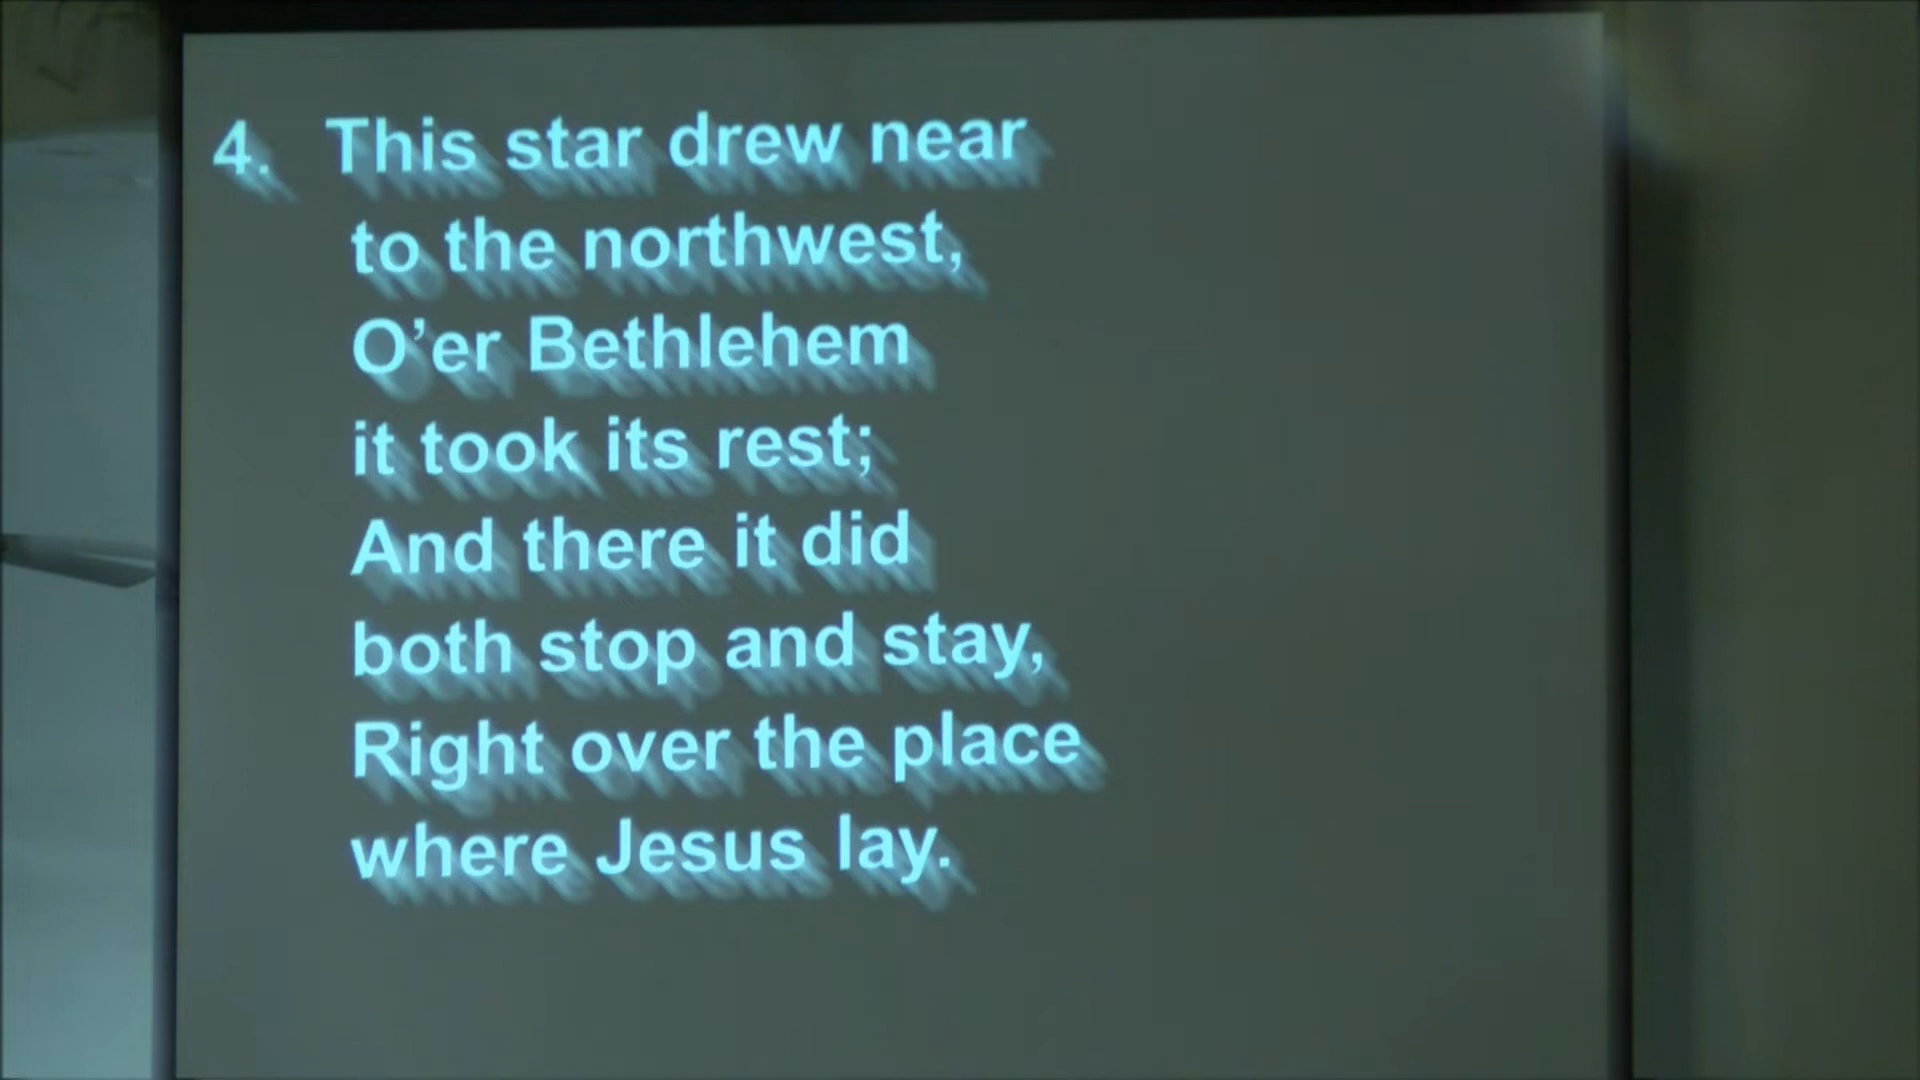 4. This star drew near
to the northwest,
O’er Bethlehem
it took its rest;
And there it did
both stop and stay,
Right over the place
where Jesus lay.